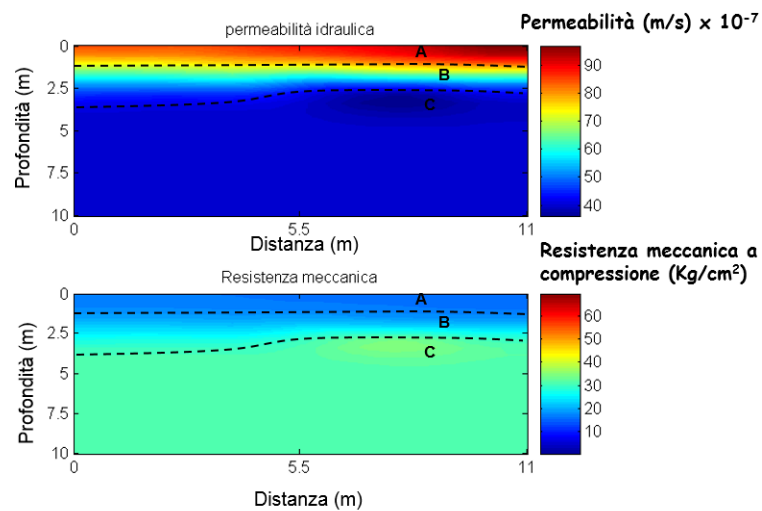 permeabilità idraulica
Permeabilità (m/s) x 10⁻⁷
Profondità (m)
0
2.5
5
7.5
10
A
B
C
0
5.5
11
Distanza (m)
90
80
70
60
50
40
Resistenza meccanica
Resistenza meccanica a
compressione (Kg/cm²)
Profondità (m)
0
2.5
5
7.5
10
A
B
C
0
5.5
11
Distanza (m)
60
50
40
30
20
10